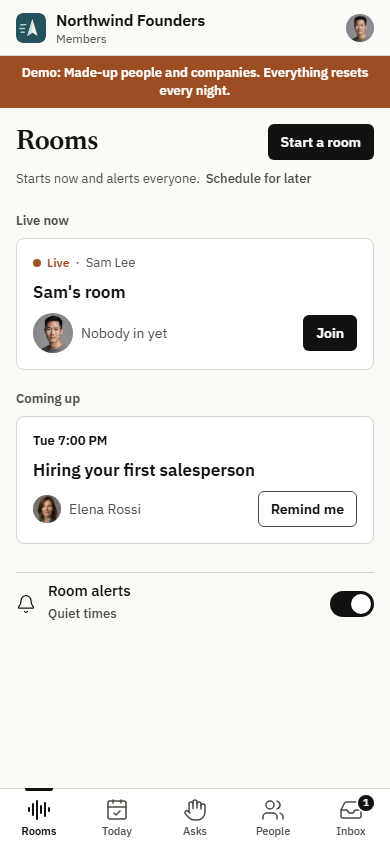 Northwind Founders
Members
Demo: Made-up people and companies. Everything resets
every night.
Rooms
Start a room
Starts now and alerts everyone. Schedule for later
Live now
Live · Sam Lee
Sam's room
Nobody in yet
Join
Coming up
Tue 7:00 PM
Hiring your first salesperson
Elena Rossi
Remind me
Room alerts
Quiet times
1
Rooms
Today
Asks
People
Inbox